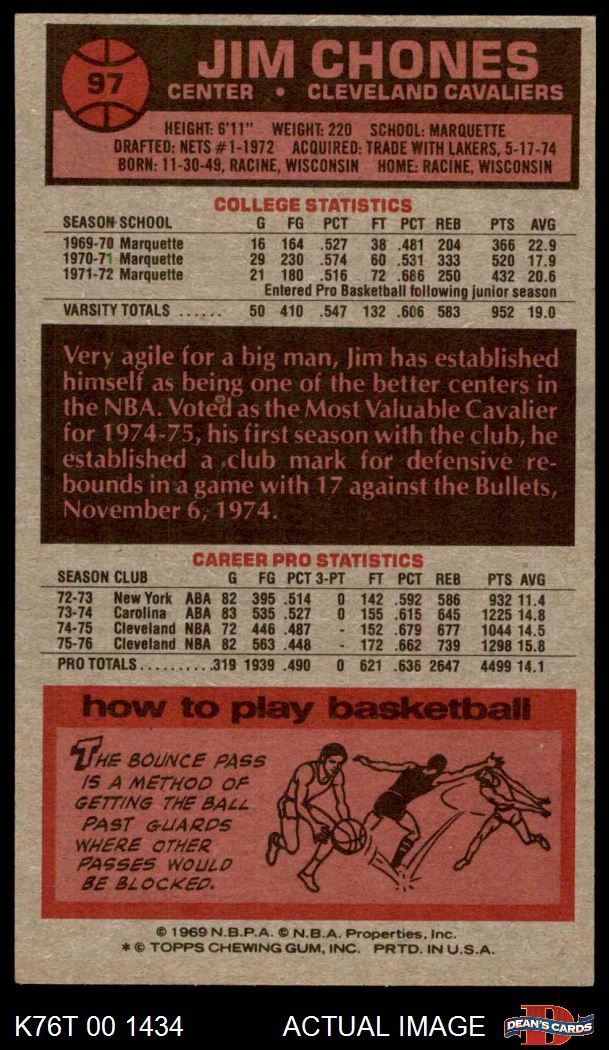 97
JIM CHONES
CENTER • CLEVELAND CAVALIERS
HEIGHT: 6'11" WEIGHT: 220 SCHOOL: MARQUETTE
DRAFTED: NETS #1-1972 ACQUIRED: TRADE WITH LAKERS, 5-17-74
BORN: 11-30-49, RACINE, WISCONSIN HOME: RACINE, WISCONSIN
COLLEGE STATISTICS
SEASON SCHOOL G FG PCT FT PCT REB PTS AVG
1969-70 Marquette 16 164 .527 38 .481 204 366 22.9
1970-71 Marquette 29 230 .574 60 .531 333 520 17.9
1971-72 Marquette 21 180 .516 72 .686 250 432 20.6
Entered Pro Basketball following junior season
VARSITY TOTALS ...... 50 410 .547 132 .606 583 952 19.0
Very agile for a big man, Jim has established
himself as being one of the better centers in
the NBA. Voted as the Most Valuable Cavalier
for 1974-75, his first season with the club, he
established a club mark for defensive re-
bounds in a game with 17 against the Bullets,
November 6, 1974.
CAREER PRO STATISTICS
SEASON CLUB G FG PCT 3-PT FT PCT REB PTS AVG
72-73 New York ABA 82 395 .514 0 142 .592 586 932 11.4
73-74 Carolina ABA 83 535 .527 0 155 .615 645 1225 14.8
74-75 Cleveland NBA 72 446 .487 - 152 .679 677 1044 14.5
75-76 Cleveland NBA 82 563 .448 - 172 .662 739 1298 15.8
PRO TOTALS..........319 1939 .490 0 621 .636 2647 4499 14.1
how to play basketball
THE BOUNCE PASS
IS A METHOD OF
GETTING THE BALL
PAST GUARDS
WHERE OTHER
PASSES WOULD
BE BLOCKED.
© 1969 N.B.P.A. © N.B.A. Properties, Inc.
* © TOPPS CHEWING GUM, INC. PRTD. IN U.S.A.
K76T 00 1434 ACTUAL IMAGE DEAN'S CARDS